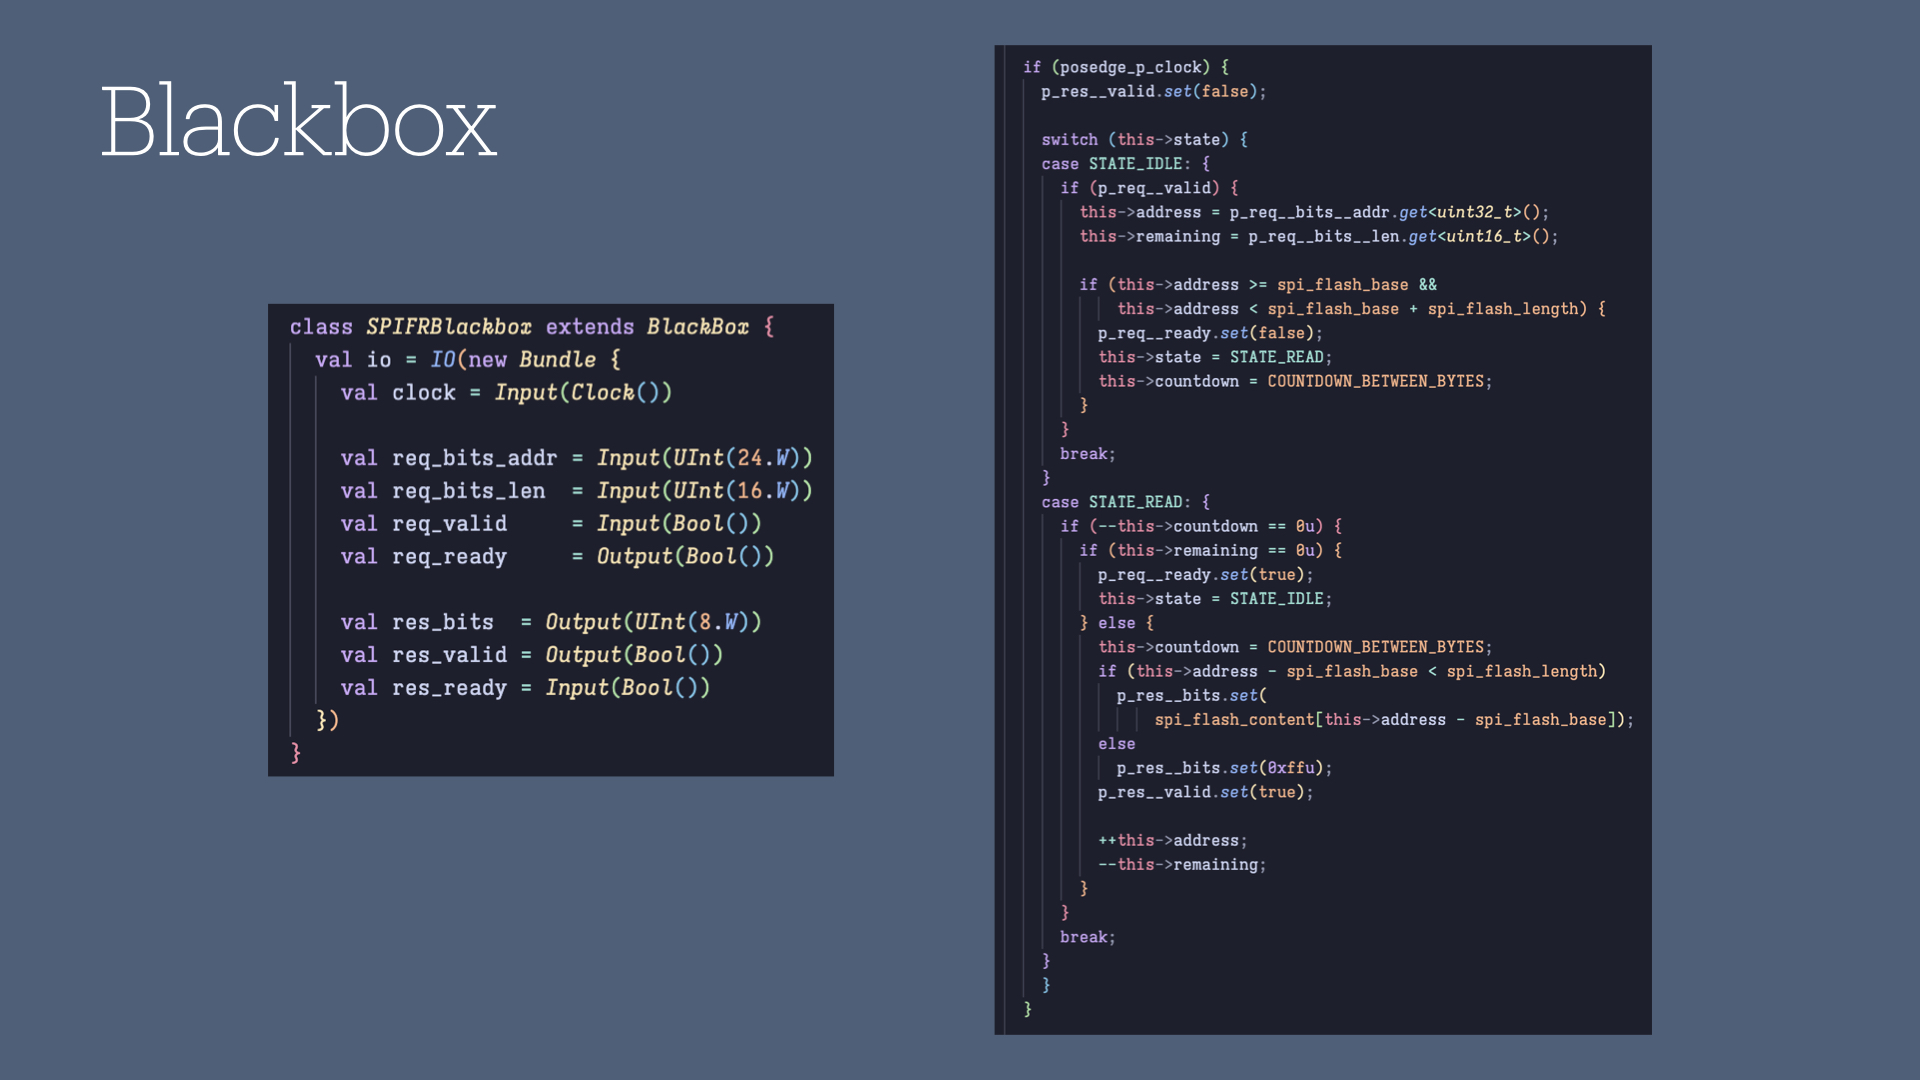 Blackbox
class SPIFRBlackbox extends BlackBox {
  val io = IO(new Bundle {
    val clock = Input(Clock())

    val req_bits_addr = Input(UInt(24.W))
    val req_bits_len  = Input(UInt(16.W))
    val req_valid     = Input(Bool())
    val req_ready     = Output(Bool())

    val res_bits  = Output(UInt(8.W))
    val res_valid = Output(Bool())
    val res_ready = Input(Bool())
  })
}
if (posedge_p_clock) {
  p_res__valid.set(false);

  switch (this->state) {
  case STATE_IDLE: {
    if (p_req__valid) {
      this->address = p_req__bits__addr.get<uint32_t>();
      this->remaining = p_req__bits__len.get<uint16_t>();

      if (this->address >= spi_flash_base &&
          this->address < spi_flash_base + spi_flash_length) {
        p_req__ready.set(false);
        this->state = STATE_READ;
        this->countdown = COUNTDOWN_BETWEEN_BYTES;
      }
    }
    break;
  }
  case STATE_READ: {
    if (--this->countdown == 0u) {
      if (this->remaining == 0u) {
        p_req__ready.set(true);
        this->state = STATE_IDLE;
      } else {
        this->countdown = COUNTDOWN_BETWEEN_BYTES;
        if (this->address - spi_flash_base < spi_flash_length)
          p_res__bits.set(
              spi_flash_content[this->address - spi_flash_base]);
        else
          p_res__bits.set(0xffu);
        p_res__valid.set(true);

        ++this->address;
        --this->remaining;
      }
    }
    break;
  }
  }
}